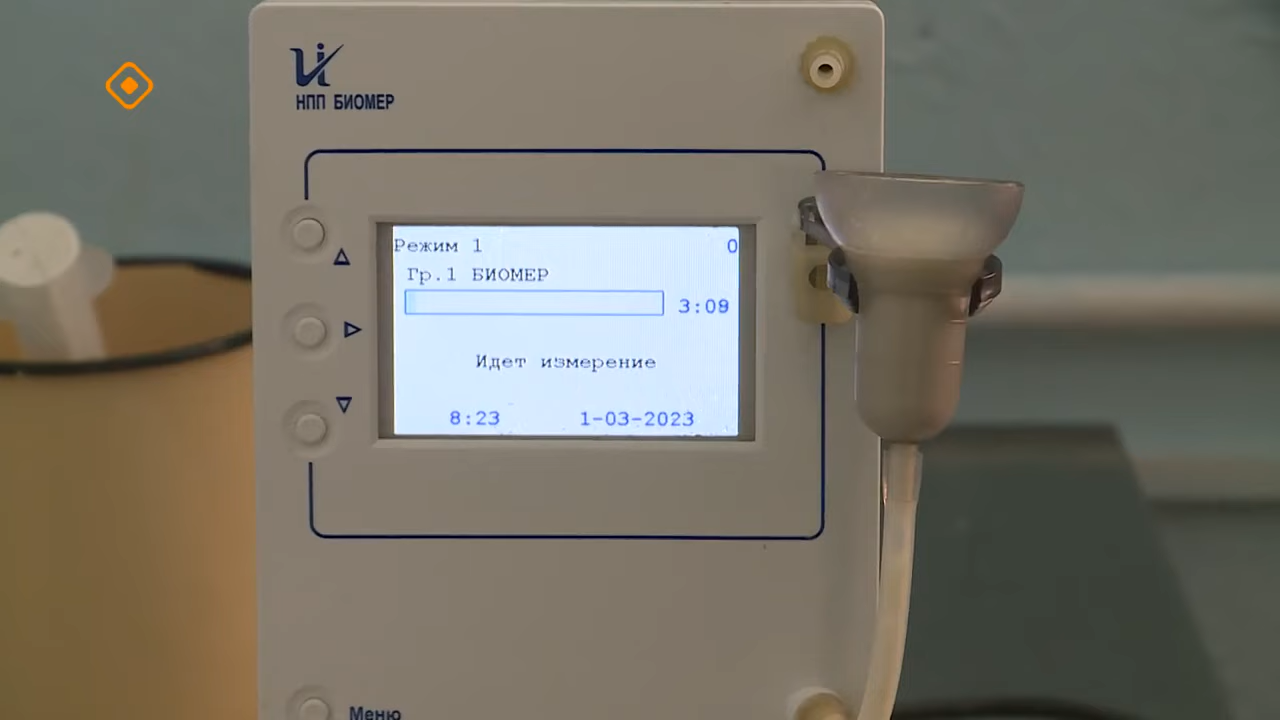 НПП БИОМЕР
Режим 1 0
Гр.1 БИОМЕР
3:09
Идет измерение
8:23 1-03-2023
Меню